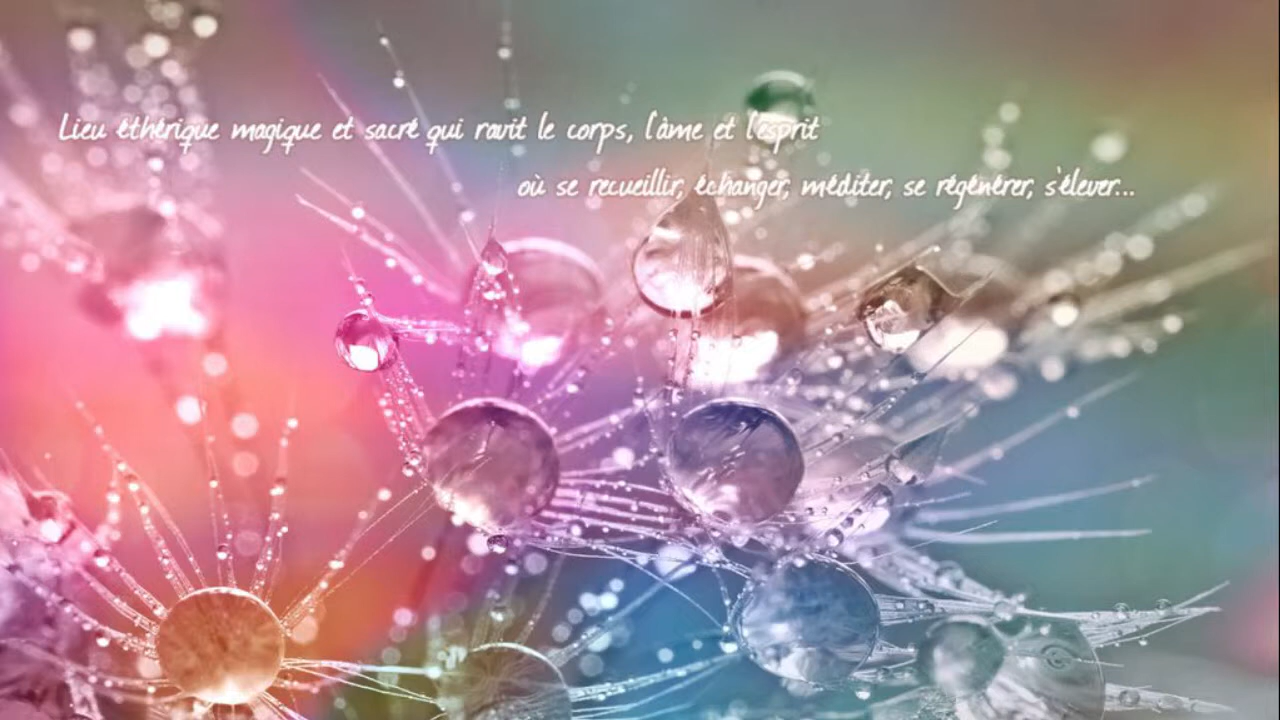 Lieu éthérique magique et sacré qui ravit le corps, l'âme et l'esprit
où se recueillir, échanger, méditer, se régénérer, s'élever...